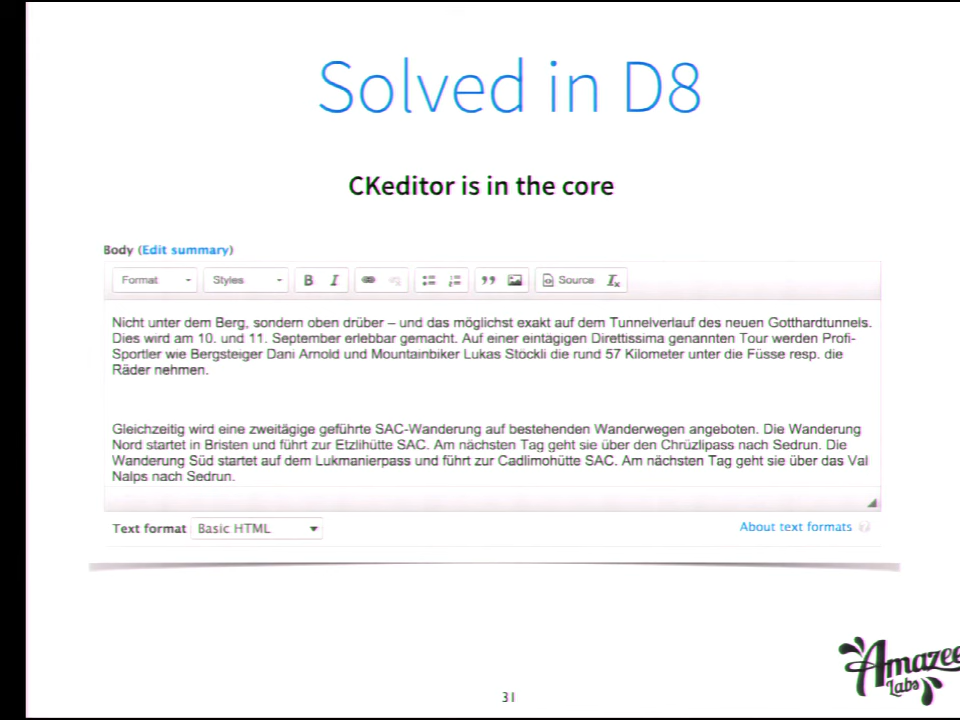 Solved in D8
CKeditor is in the core
Body (Edit summary)
Format Styles B I Source Ix
Nicht unter dem Berg, sondern oben drüber – und das möglichst exakt auf dem Tunnelverlauf des neuen Gotthardtunnels.
Dies wird am 10. und 11. September erlebbar gemacht. Auf einer eintägigen Direttissima genannten Tour werden Profi-
Sportler wie Bergsteiger Dani Arnold und Mountainbiker Lukas Stöckli die rund 57 Kilometer unter die Füsse resp. die
Räder nehmen.
Gleichzeitig wird eine zweitägige geführte SAC-Wanderung auf bestehenden Wanderwegen angeboten. Die Wanderung
Nord startet in Bristen und führt zur Etzlihütte SAC. Am nächsten Tag geht sie über den Chrüzlipass nach Sedrun. Die
Wanderung Süd startet auf dem Lukmanierpass und führt zur Cadlimohütte SAC. Am nächsten Tag geht sie über das Val
Nalps nach Sedrun.
Text format Basic HTML About text formats
Amazee
Labs
31